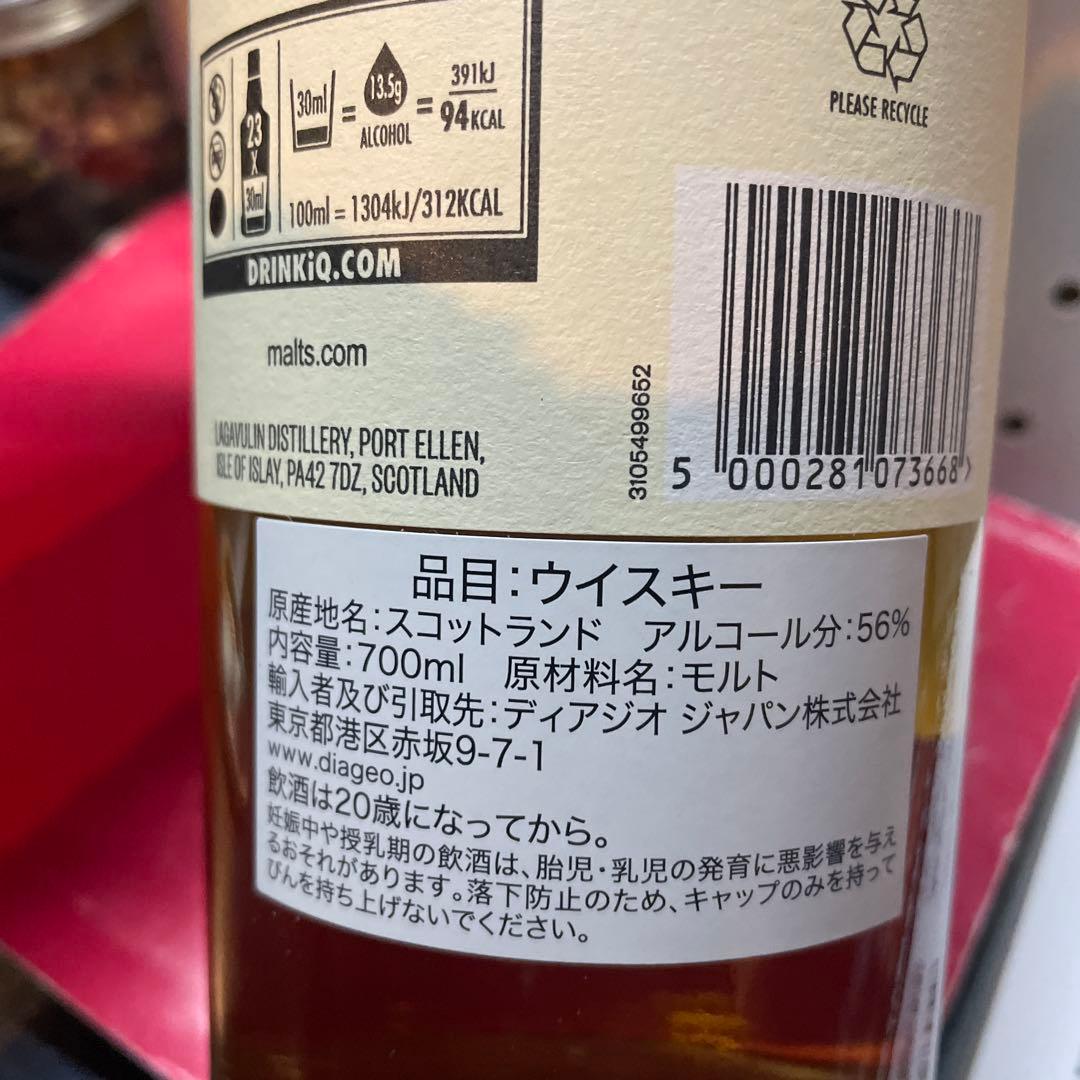 23
X
30ml
30ml
=
13.5g
ALCOHOL
=
391kJ
94KCAL
100ml = 1304kJ/312KCAL
DRINKiQ.COM
PLEASE RECYCLE
malts.com
LAGAVULIN DISTILLERY, PORT ELLEN,
ISLE OF ISLAY, PA42 7DZ, SCOTLAND
3105499652
5 000281 073668 >
品目:ウイスキー
原産地名:スコットランド アルコール分:56%
内容量:700ml 原材料名:モルト
輸入者及び引取先:ディアジオ ジャパン株式会社
東京都港区赤坂9-7-1
www.diageo.jp
飲酒は20歳になってから。
妊娠中や授乳期の飲酒は、胎児・乳児の発育に悪影響を与え
るおそれがあります。落下防止のため、キャップのみを持って
びんを持ち上げないでください。